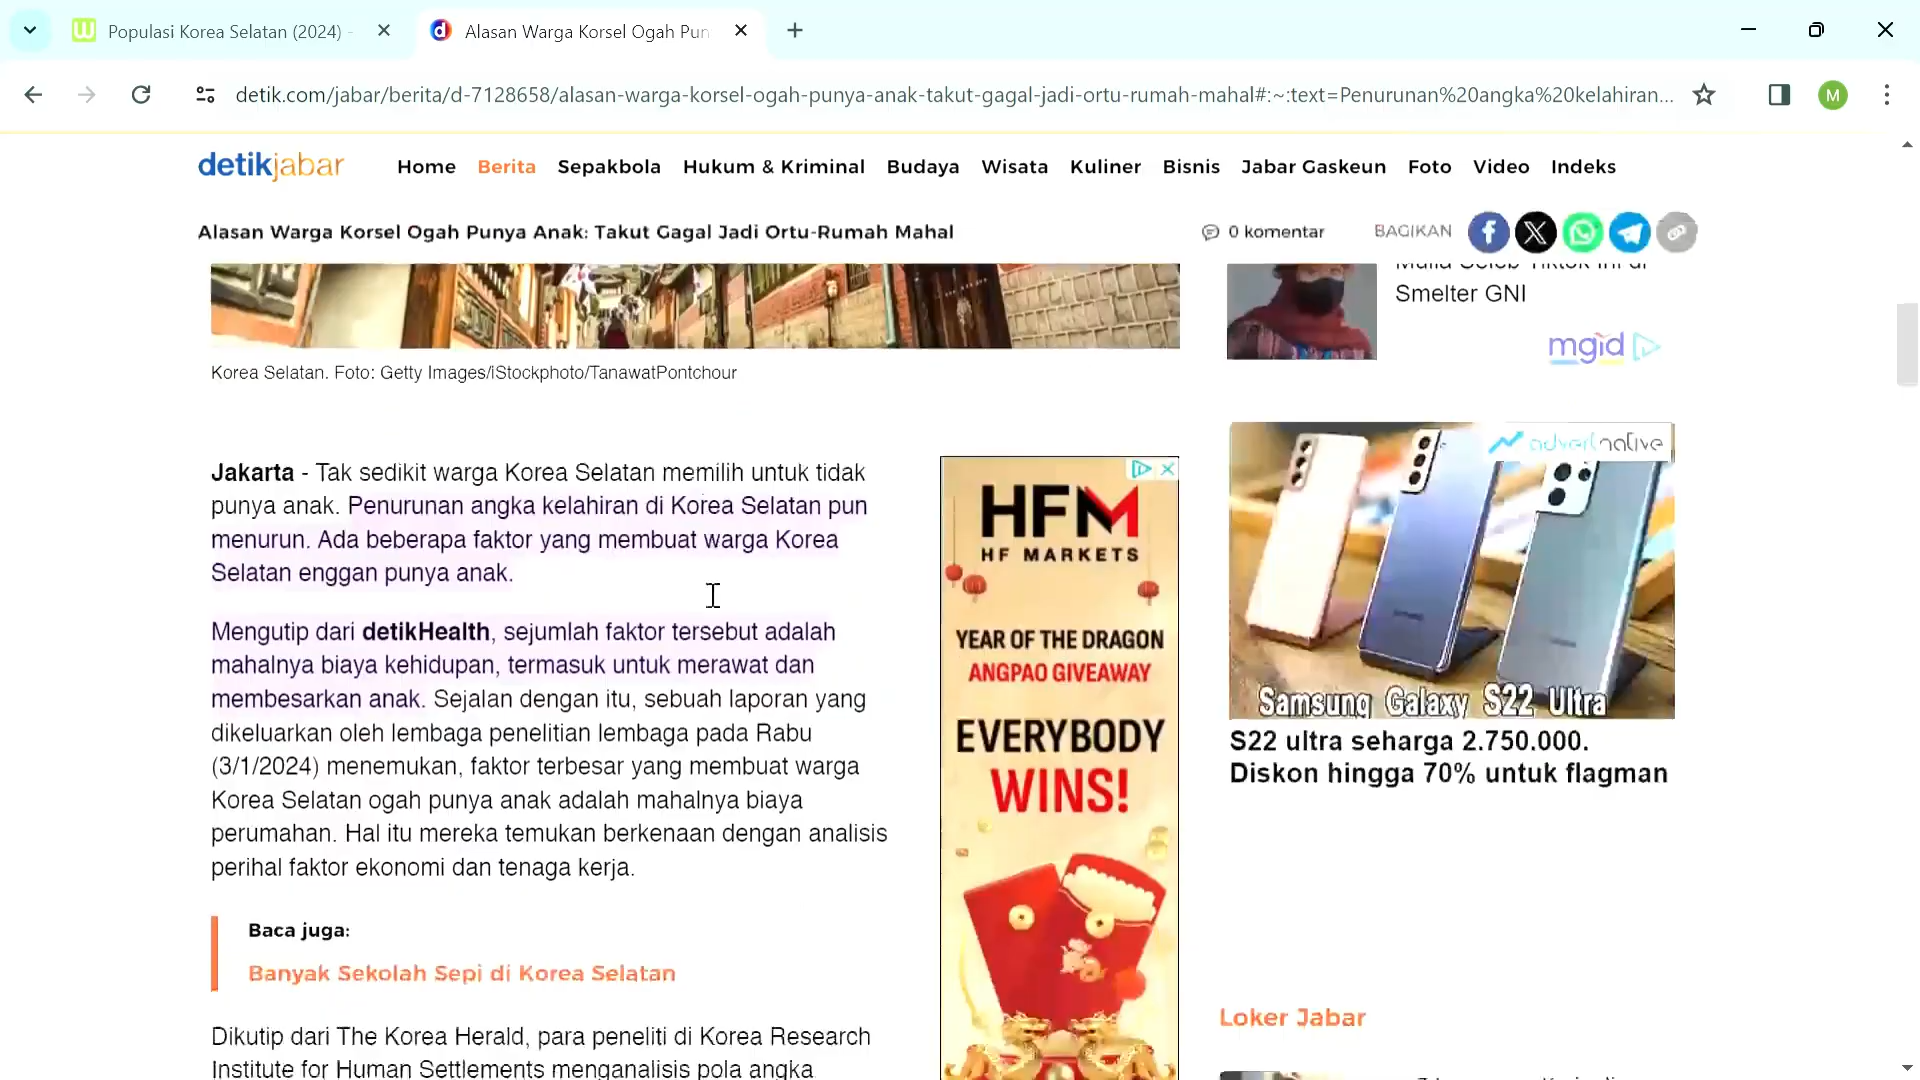 Populasi Korea Selatan (2024) -
Alasan Warga Korsel Ogah Pun
detik.com/jabar/berita/d-7128658/alasan-warga-korsel-ogah-punya-anak-takut-gagal-jadi-ortu-rumah-mahal#:~:text=Penurunan%20angka%20kelahiran...
M
detikjabar
Home Berita Sepakbola Hukum & Kriminal Budaya Wisata Kuliner Bisnis Jabar Gaskeun Foto Video Indeks
Alasan Warga Korsel Ogah Punya Anak: Takut Gagal Jadi Ortu-Rumah Mahal
0 komentar
BAGIKAN
Smelter GNI
mgid
Korea Selatan. Foto: Getty Images/iStockphoto/TanawatPontchour
Jakarta - Tak sedikit warga Korea Selatan memilih untuk tidak
punya anak. Penurunan angka kelahiran di Korea Selatan pun
menurun. Ada beberapa faktor yang membuat warga Korea
Selatan enggan punya anak.
Mengutip dari detikHealth, sejumlah faktor tersebut adalah
mahalnya biaya kehidupan, termasuk untuk merawat dan
membesarkan anak. Sejalan dengan itu, sebuah laporan yang
dikeluarkan oleh lembaga penelitian lembaga pada Rabu
(3/1/2024) menemukan, faktor terbesar yang membuat warga
Korea Selatan ogah punya anak adalah mahalnya biaya
perumahan. Hal itu mereka temukan berkenaan dengan analisis
perihal faktor ekonomi dan tenaga kerja.
Baca juga:
Banyak Sekolah Sepi di Korea Selatan
Dikutip dari The Korea Herald, para peneliti di Korea Research
Institute for Human Settlements menganalisis pola angka
HFM
HF MARKETS
YEAR OF THE DRAGON
ANGPAO GIVEAWAY
EVERYBODY
WINS!
advertnative
Samsung Galaxy S22 Ultra
S22 ultra seharga 2.750.000.
Diskon hingga 70% untuk flagman
Loker Jabar